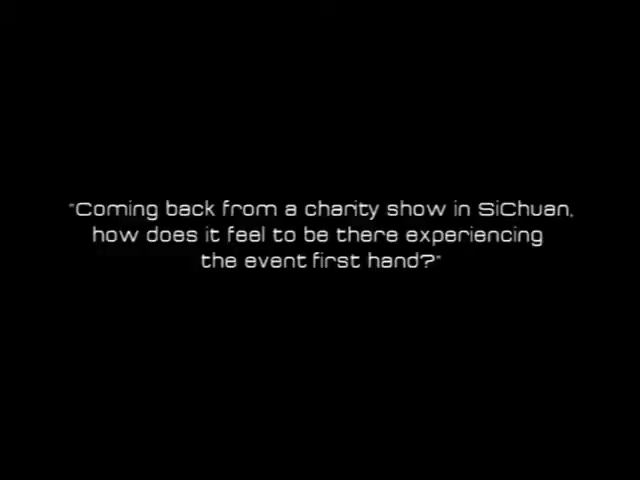 "Coming back from a charity show in SiChuan,
how does it feel to be there experiencing
the event first hand?"